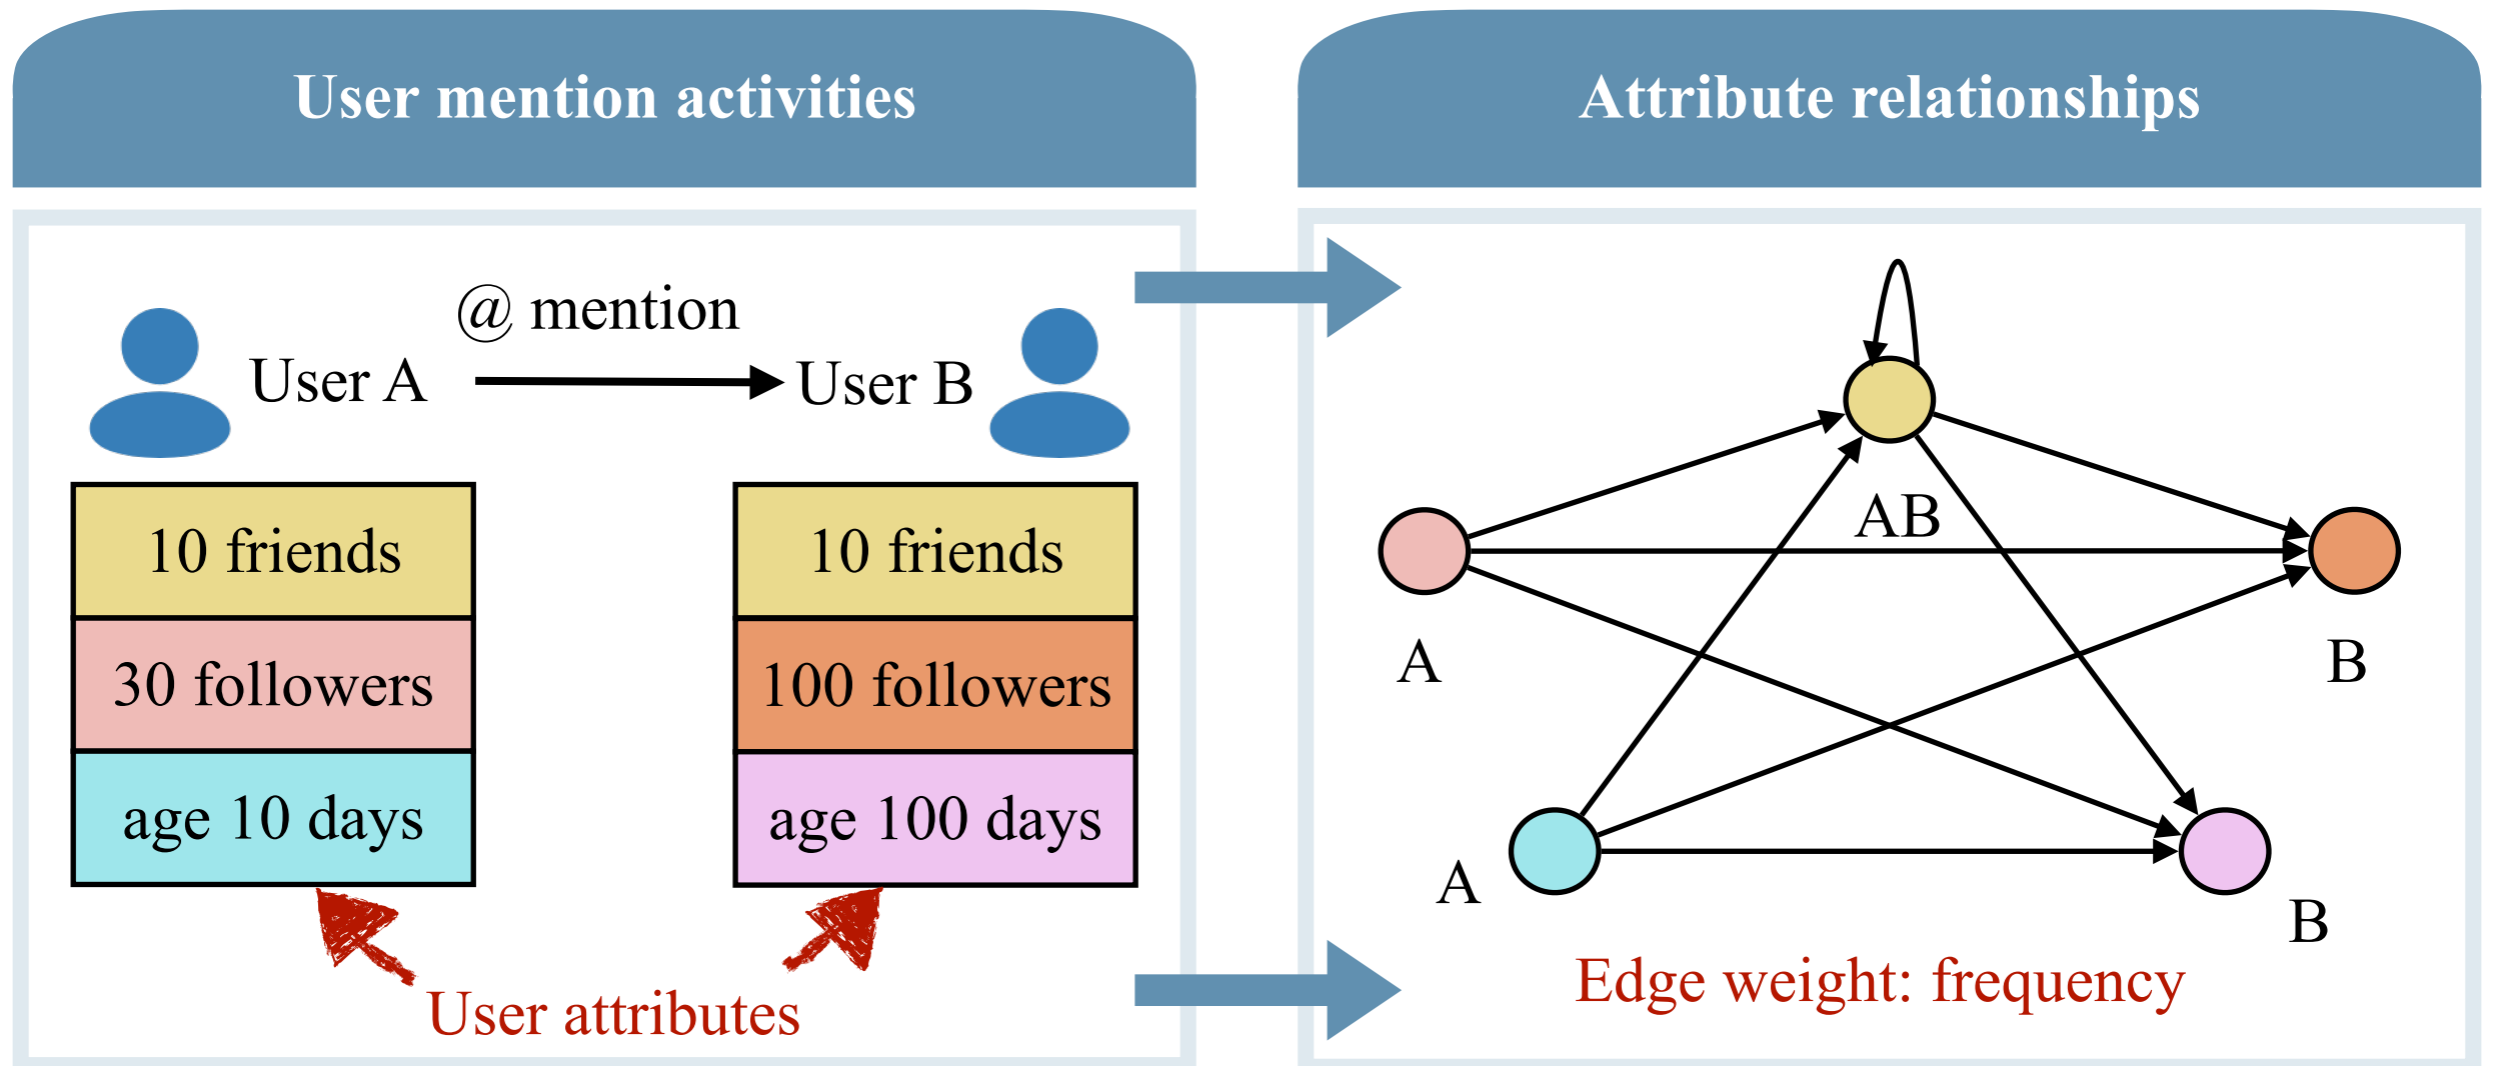 User mention activities
@ mention
User A
User B
10 friends
30 followers
age 10 days
10 friends
100 followers
age 100 days
User attributes
Attribute relationships
AB
A
B
A
B
Edge weight: frequency